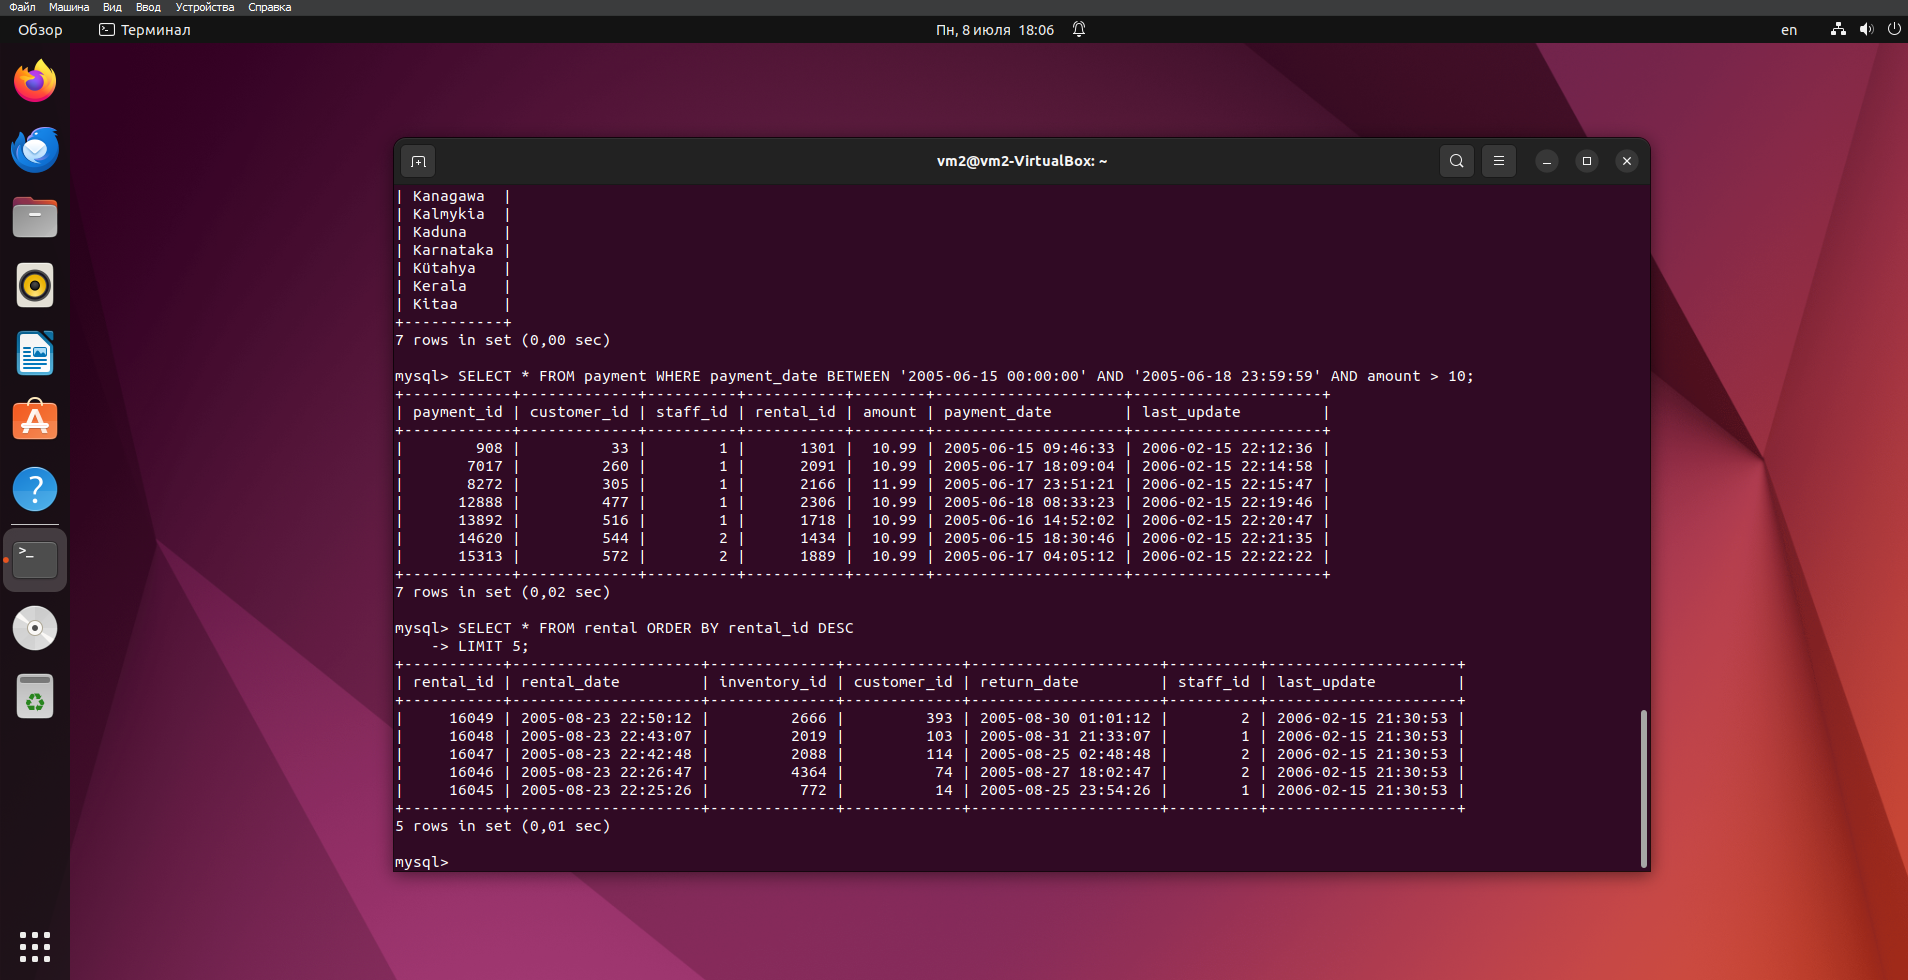 Файл Машина Вид Ввод Устройства Справка
Обзор Терминал Пн, 8 июля 18:06 en
vm2@vm2-VirtualBox: ~
| Kanagawa  |
| Kalmykia  |
| Kaduna    |
| Karnataka |
| Kütahya   |
| Kerala    |
| Kitaa     |
+-----------+
7 rows in set (0,00 sec)
mysql> SELECT * FROM payment WHERE payment_date BETWEEN '2005-06-15 00:00:00' AND '2005-06-18 23:59:59' AND amount > 10;
+------------+-------------+----------+-----------+--------+---------------------+---------------------+
| payment_id | customer_id | staff_id | rental_id | amount | payment_date        | last_update         |
+------------+-------------+----------+-----------+--------+---------------------+---------------------+
|        908 |          33 |        1 |      1301 |  10.99 | 2005-06-15 09:46:33 | 2006-02-15 22:12:36 |
|       7017 |         260 |        1 |      2091 |  10.99 | 2005-06-17 18:09:04 | 2006-02-15 22:14:58 |
|       8272 |         305 |        1 |      2166 |  11.99 | 2005-06-17 23:51:21 | 2006-02-15 22:15:47 |
|      12888 |         477 |        1 |      2306 |  10.99 | 2005-06-18 08:33:23 | 2006-02-15 22:19:46 |
|      13892 |         516 |        1 |      1718 |  10.99 | 2005-06-16 14:52:02 | 2006-02-15 22:20:47 |
|      14620 |         544 |        2 |      1434 |  10.99 | 2005-06-15 18:30:46 | 2006-02-15 22:21:35 |
|      15313 |         572 |        2 |      1889 |  10.99 | 2005-06-17 04:05:12 | 2006-02-15 22:22:22 |
+------------+-------------+----------+-----------+--------+---------------------+---------------------+
7 rows in set (0,02 sec)
mysql> SELECT * FROM rental ORDER BY rental_id DESC
    -> LIMIT 5;
+-----------+---------------------+--------------+-------------+---------------------+----------+---------------------+
| rental_id | rental_date         | inventory_id | customer_id | return_date         | staff_id | last_update         |
+-----------+---------------------+--------------+-------------+---------------------+----------+---------------------+
|     16049 | 2005-08-23 22:50:12 |         2666 |         393 | 2005-08-30 01:01:12 |        2 | 2006-02-15 21:30:53 |
|     16048 | 2005-08-23 22:43:07 |         2019 |         103 | 2005-08-31 21:33:07 |        1 | 2006-02-15 21:30:53 |
|     16047 | 2005-08-23 22:42:48 |         2088 |         114 | 2005-08-25 02:48:48 |        2 | 2006-02-15 21:30:53 |
|     16046 | 2005-08-23 22:26:47 |         4364 |          74 | 2005-08-27 18:02:47 |        2 | 2006-02-15 21:30:53 |
|     16045 | 2005-08-23 22:25:26 |          772 |          14 | 2005-08-25 23:54:26 |        1 | 2006-02-15 21:30:53 |
+-----------+---------------------+--------------+-------------+---------------------+----------+---------------------+
5 rows in set (0,01 sec)
mysql>